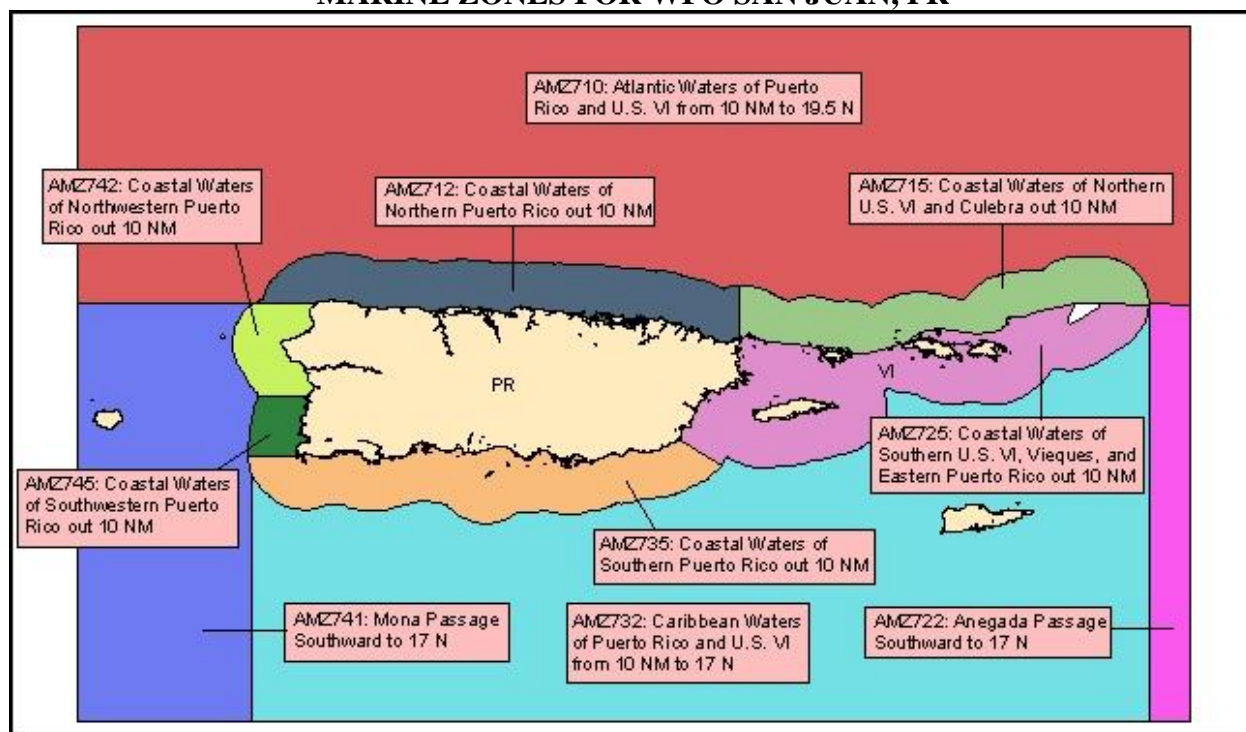 MARINE ZONES FOR WFO SAN JUAN, PR
AMZ710: Atlantic Waters of Puerto
Rico and U.S. VI from 10 NM to 19.5 N
AMZ742: Coastal Waters
of Northwestern Puerto
Rico out 10 NM
AMZ712: Coastal Waters of
Northern Puerto Rico out 10 NM
AMZ715: Coastal Waters of Northern
U.S. VI and Culebra out 10 NM
PR
VI
AMZ725: Coastal Waters of
Southern U.S. VI, Vieques, and
Eastern Puerto Rico out 10 NM
AMZ745: Coastal Waters
of Southwestern Puerto
Rico out 10 NM
AMZ735: Coastal Waters of
Southern Puerto Rico out 10 NM
AMZ741: Mona Passage
Southward to 17 N
AMZ732: Caribbean Waters
of Puerto Rico and U.S. VI
from 10 NM to 17 N
AMZ722: Anegada Passage
Southward to 17 N